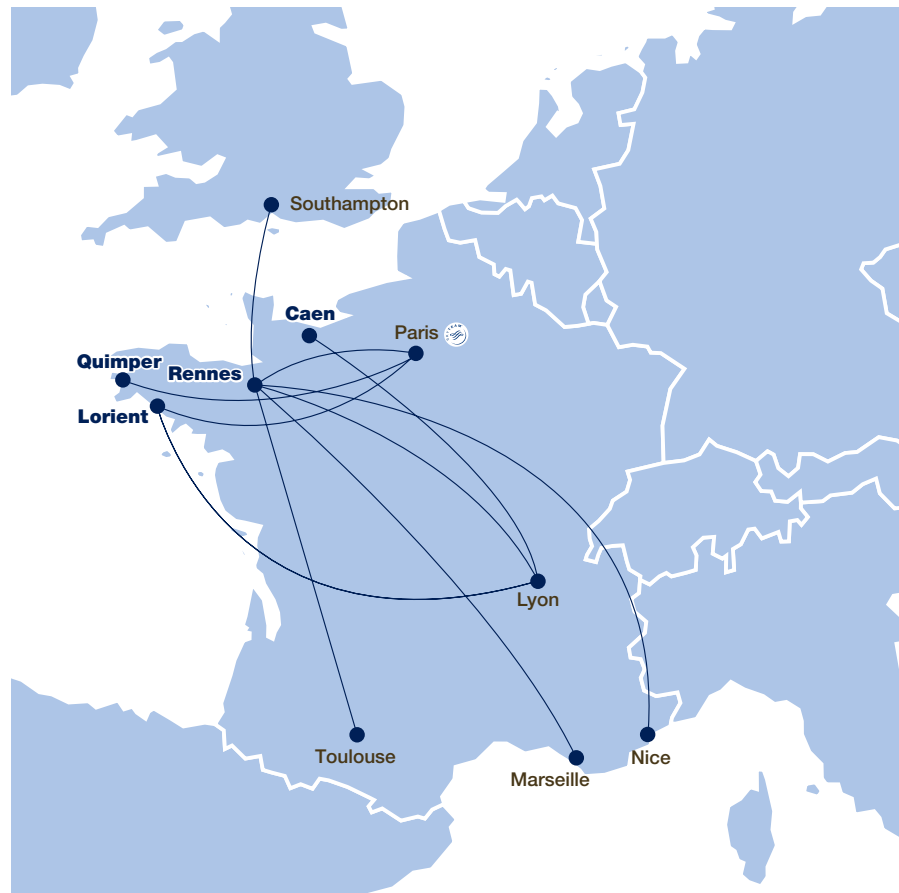 Southampton
Caen
Paris
Quimper
Rennes
Lorient
Lyon
Toulouse
Nice
Marseille